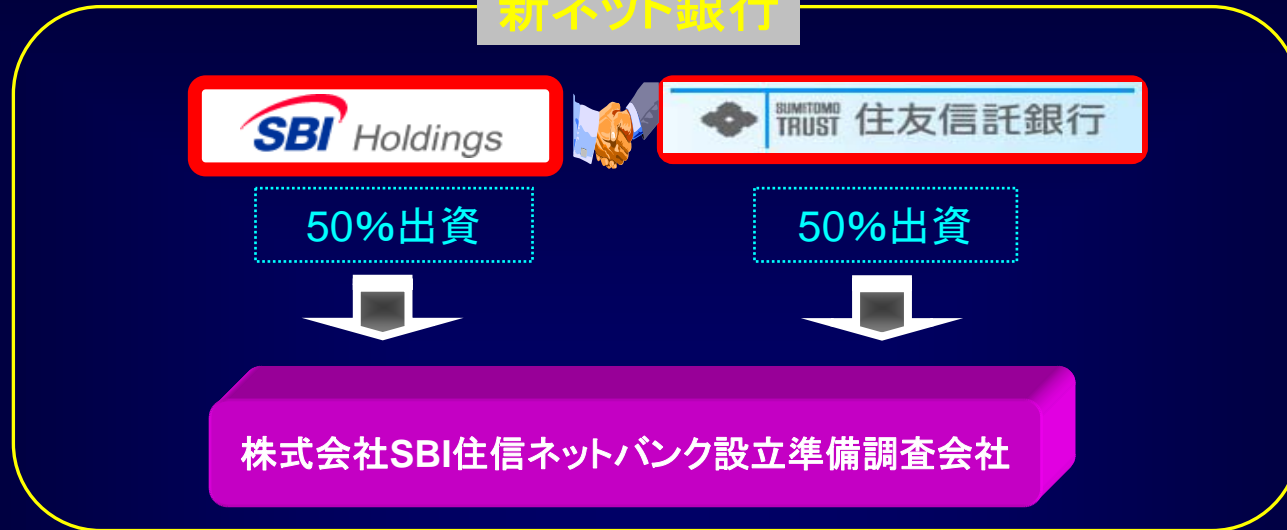 新ネット銀行
SBI Holdings
SUMITOMO TRUST 住友信託銀行
50%出資
50%出資
株式会社SBI住信ネットバンク設立準備調査会社